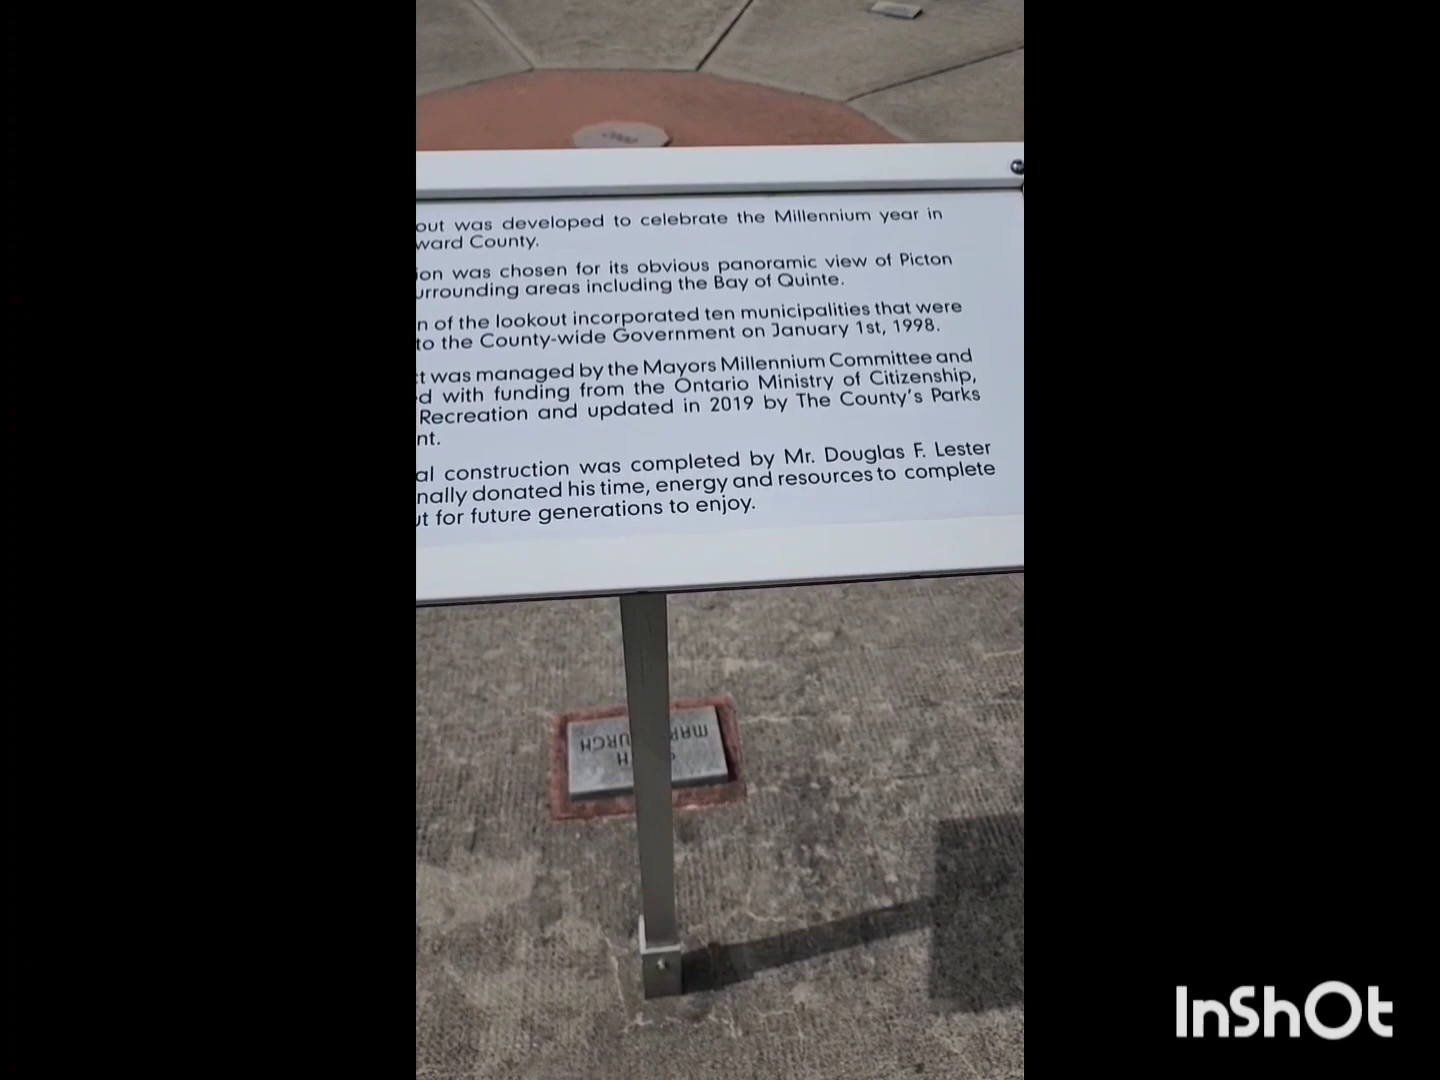 out was developed to celebrate the Millennium year in
ward County.
ion was chosen for its obvious panoramic view of Picton
urrounding areas including the Bay of Quinte.
n of the lookout incorporated ten municipalities that were
to the County-wide Government on January 1st, 1998.
t was managed by the Mayors Millennium Committee and
d with funding from the Ontario Ministry of Citizenship,
Recreation and updated in 2019 by The County's Parks
nt.
al construction was completed by Mr. Douglas F. Lester
nally donated his time, energy and resources to complete
ut for future generations to enjoy.
InShOt